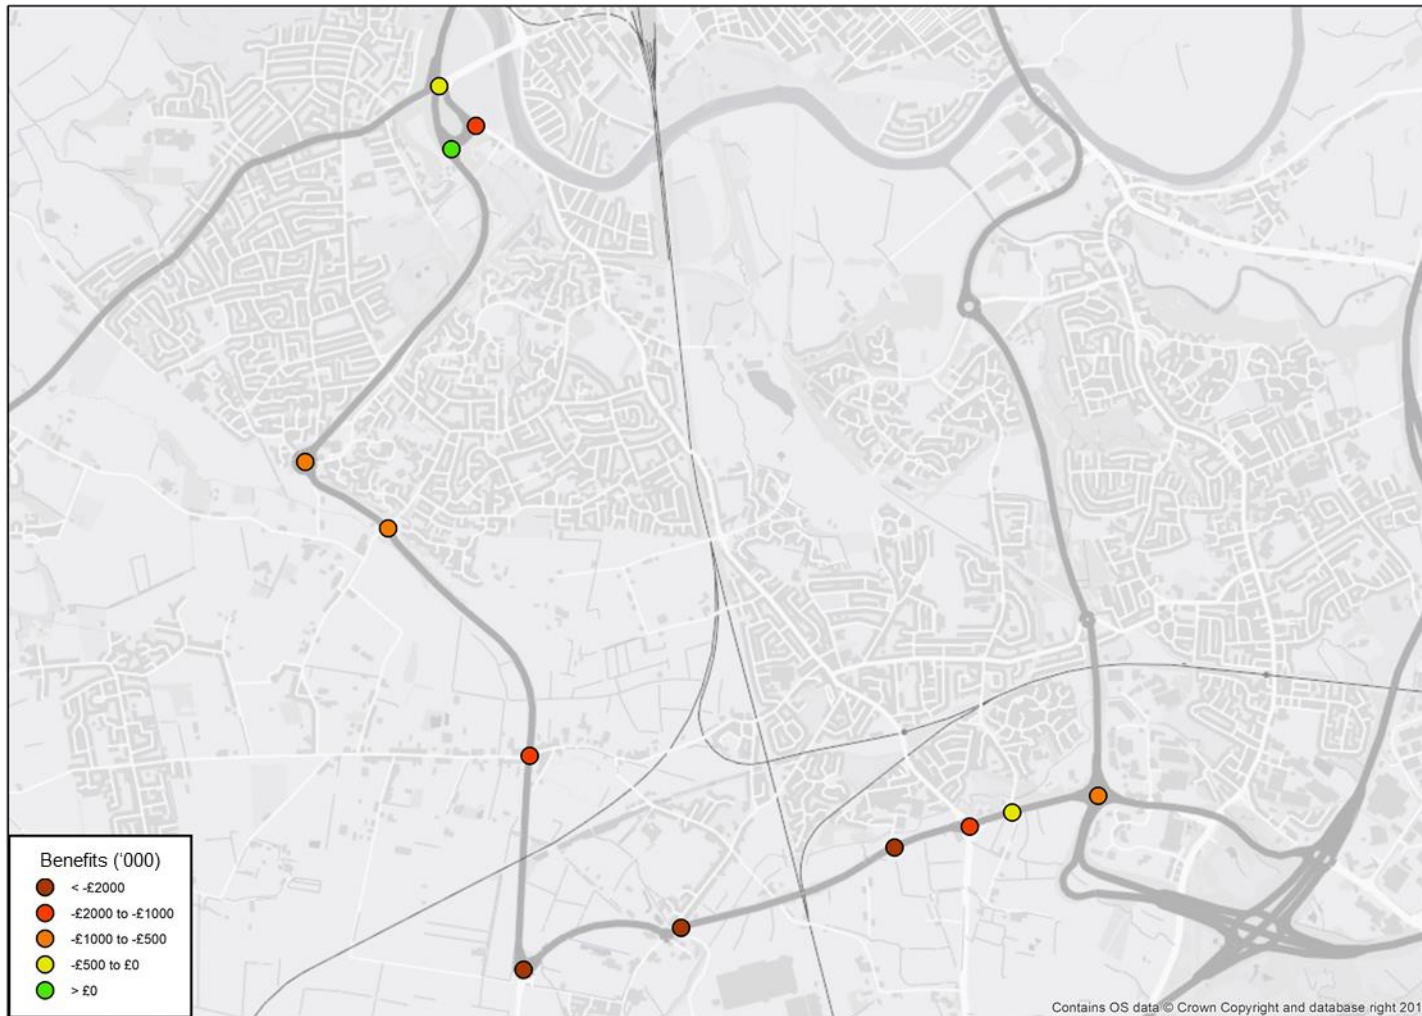 Benefits (‘000)
< -£2000
-£2000 to -£1000
-£1000 to -£500
-£500 to £0
> £0
Contains OS data © Crown Copyright and database right 201